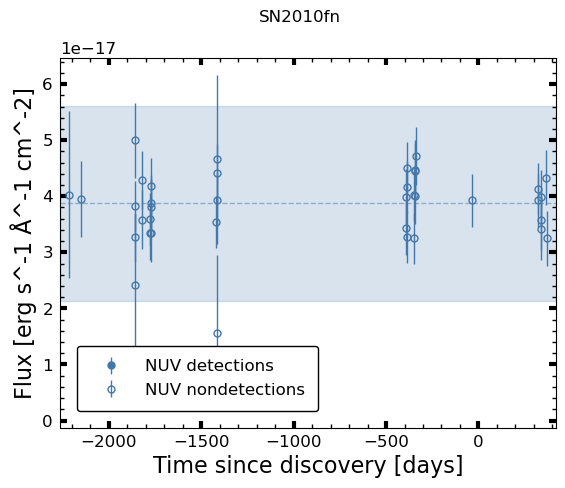 SN2010fn
1e−17
6
5
4
3
2
1
0
Flux [erg s^-1 Å^-1 cm^-2]
NUV detections
NUV nondetections
−2000 −1500 −1000 −500 0
Time since discovery [days]